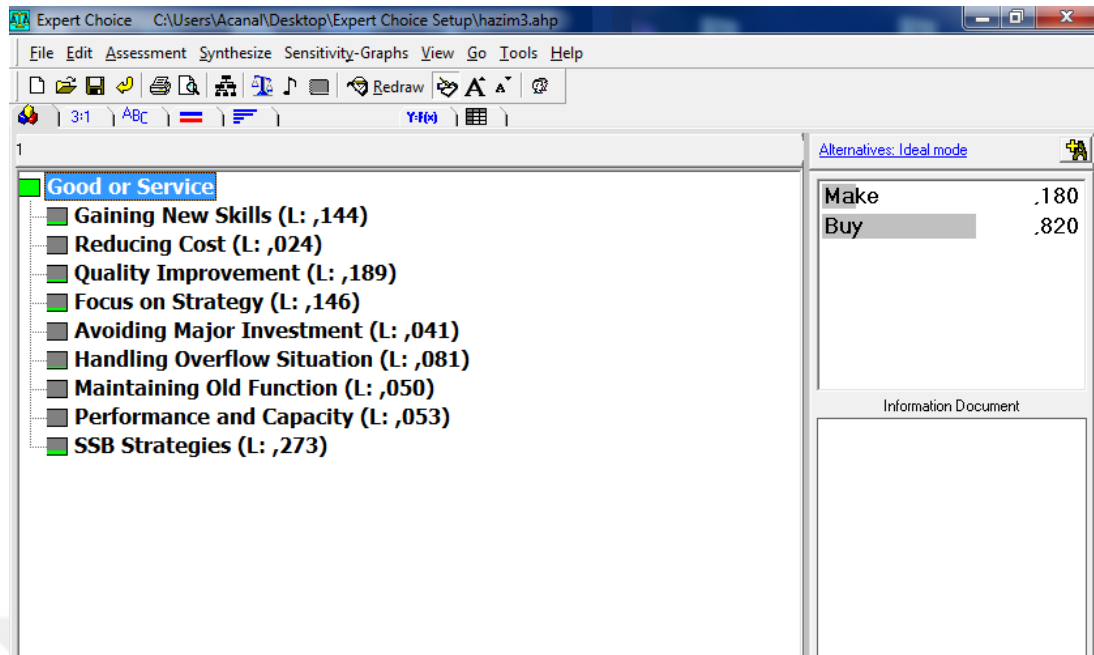 Expert Choice C:\Users\Acanal\Desktop\Expert Choice Setup\hazim3.ahp
File Edit Assessment Synthesize Sensitivity-Graphs View Go Tools Help
Redraw A A
3:1 ABC Y:F(x)
1
Alternatives: Ideal mode
Good or Service
Gaining New Skills (L: ,144)
Reducing Cost (L: ,024)
Quality Improvement (L: ,189)
Focus on Strategy (L: ,146)
Avoiding Major Investment (L: ,041)
Handling Overflow Situation (L: ,081)
Maintaining Old Function (L: ,050)
Performance and Capacity (L: ,053)
SSB Strategies (L: ,273)
Make ,180
Buy ,820
Information Document